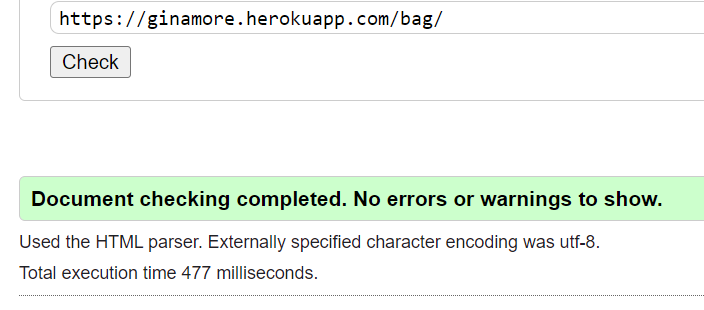 https://ginamore.herokuapp.com/bag/
Check
Document checking completed. No errors or warnings to show.
Used the HTML parser. Externally specified character encoding was utf-8.
Total execution time 477 milliseconds.